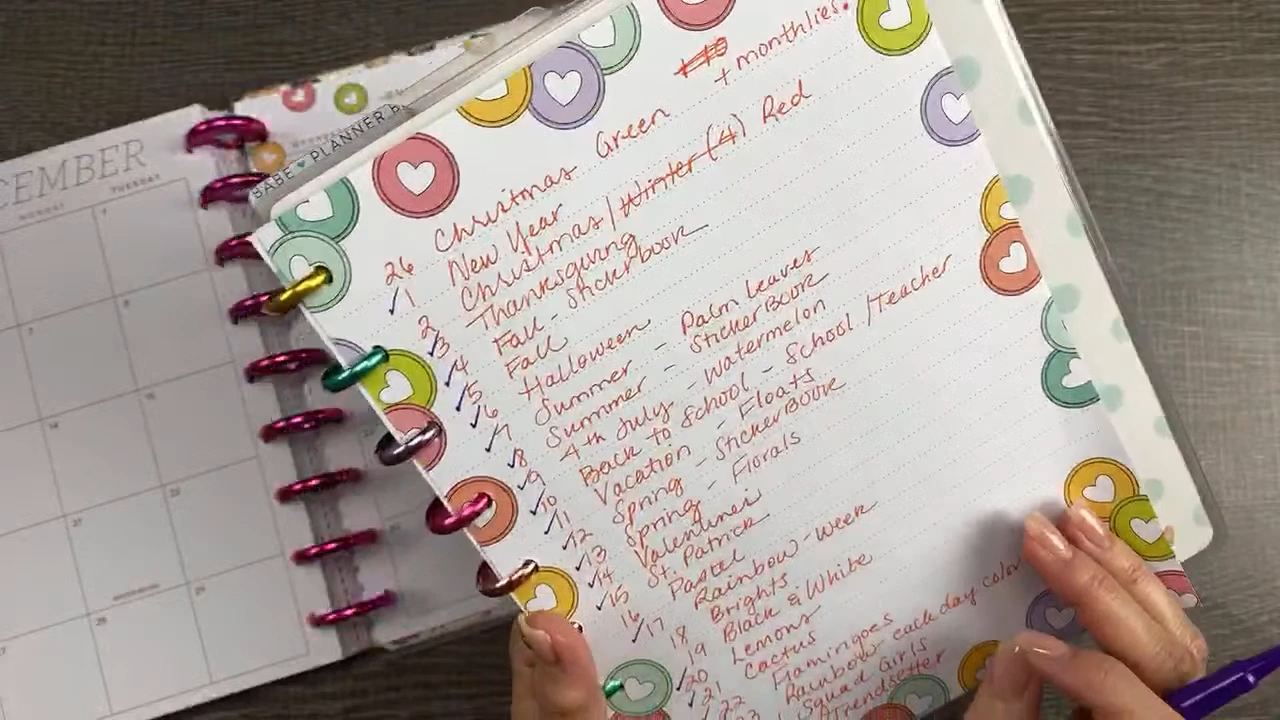 CEMBER
MONDAY TUESDAY
BABE PLANNER
+ monthlies.
26 Christmas Green
1 New Year
2 Christmas / Winter (4) Red
3 Thanksgiving
4 Fall - Stickerbook
5 Fall
6 Halloween
7 Summer - Palm Leaves
8 Summer - StickerBook
9 4th July - Watermelon
10 Back to School - School / Teacher
11 Vacation - Floats
12 Spring - StickerBook
13 Spring - Florals
14 Valentines
15 St. Patrick
16 Pastel
17 Rainbow - Week
18 Brights
19 Black & White
20 Lemons
21 Cactus
22 Flamingoes
23 Rainbow - each day color
Squad Girls
Trendsetter